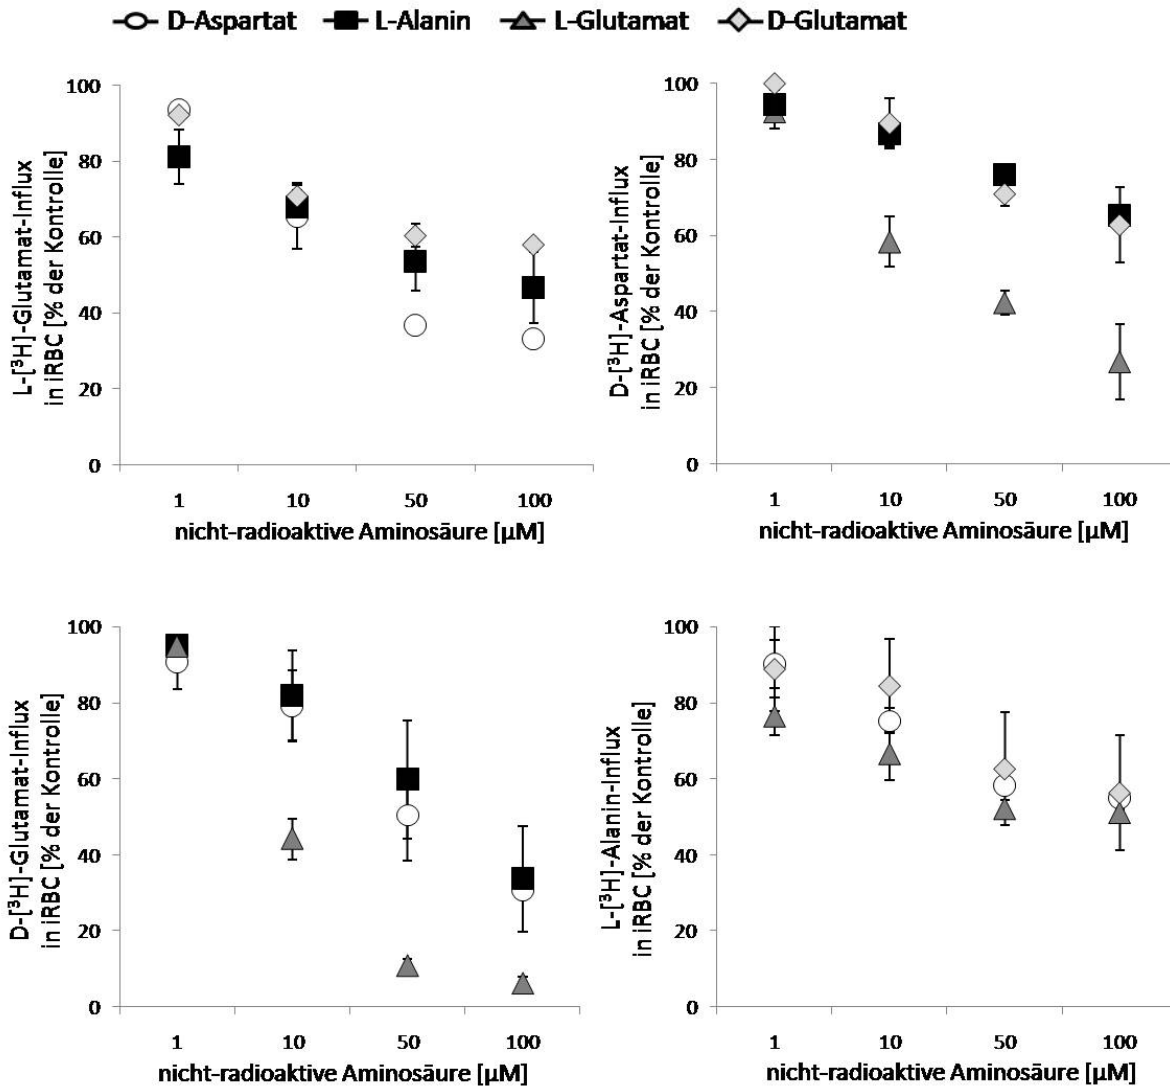 D-Aspartat L-Alanin L-Glutamat D-Glutamat
L-[³H]-Glutamat-Influx
in iRBC [% der Kontrolle]
100
80
60
40
20
0
1 10 50 100
nicht-radioaktive Aminosäure [µM]
D-[³H]-Aspartat-Influx
in iRBC [% der Kontrolle]
100
80
60
40
20
0
1 10 50 100
nicht-radioaktive Aminosäure [µM]
D-[³H]-Glutamat-Influx
in iRBC [% der Kontrolle]
100
80
60
40
20
0
1 10 50 100
nicht-radioaktive Aminosäure [µM]
L-[³H]-Alanin-Influx
in iRBC [% der Kontrolle]
100
80
60
40
20
0
1 10 50 100
nicht-radioaktive Aminosäure [µM]